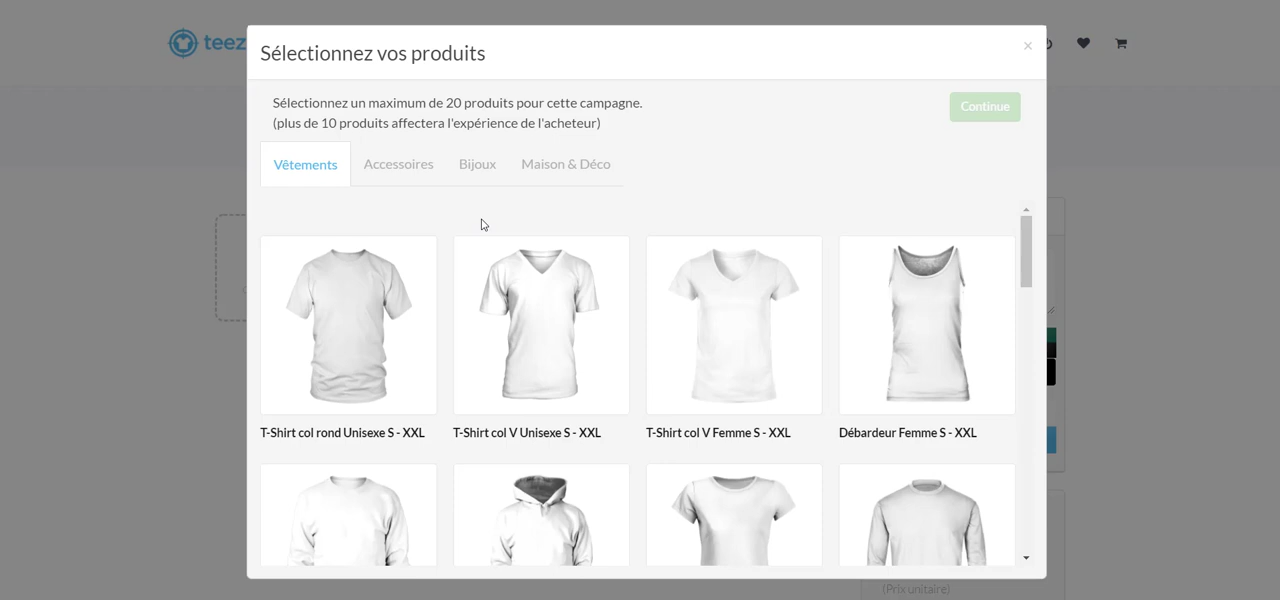 teez
Sélectionnez vos produits
×
Sélectionnez un maximum de 20 produits pour cette campagne.
(plus de 10 produits affectera l'expérience de l'acheteur)
Continue
Vêtements Accessoires Bijoux Maison & Déco
T-Shirt col rond Unisexe S - XXL
T-Shirt col V Unisexe S - XXL
T-Shirt col V Femme S - XXL
Débardeur Femme S - XXL
(Prix unitaire)